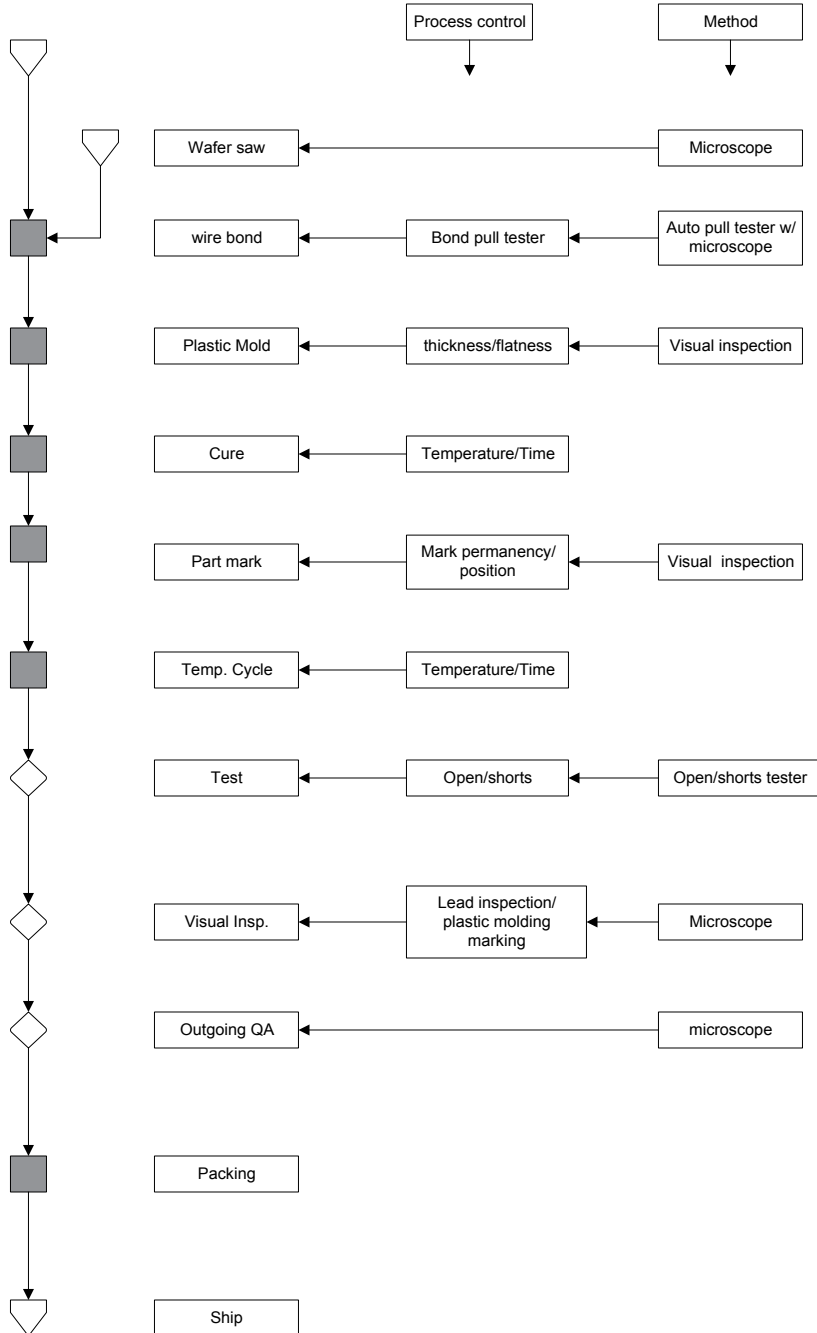 Process control
Method
Wafer saw
Microscope
wire bond
Bond pull tester
Auto pull tester w/
microscope
Plastic Mold
thickness/flatness
Visual inspection
Cure
Temperature/Time
Part mark
Mark permanency/
position
Visual  inspection
Temp. Cycle
Temperature/Time
Test
Open/shorts
Open/shorts tester
Visual Insp.
Lead inspection/
plastic molding
marking
Microscope
Outgoing QA
microscope
Packing
Ship